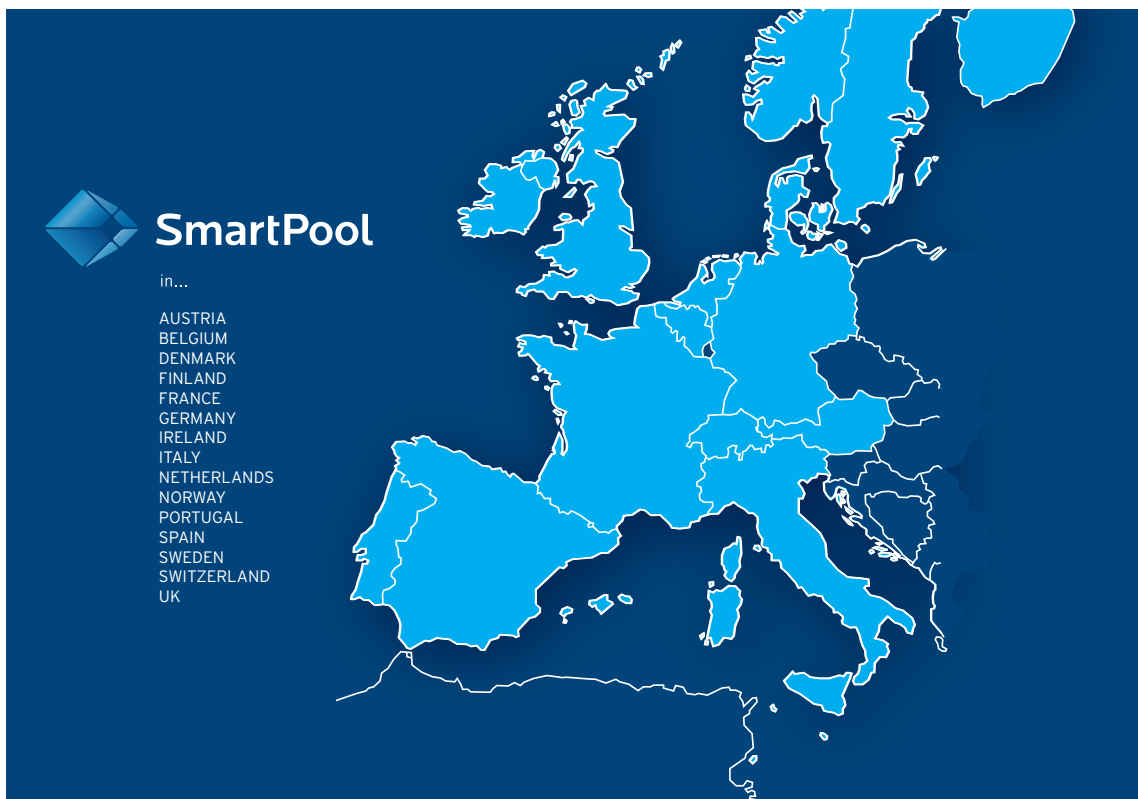 SmartPool
in...
AUSTRIA
BELGIUM
DENMARK
FINLAND
FRANCE
GERMANY
IRELAND
ITALY
NETHERLANDS
NORWAY
PORTUGAL
SPAIN
SWEDEN
SWITZERLAND
UK